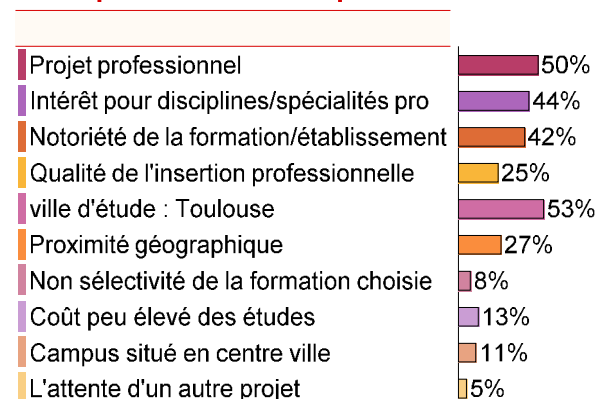 Projet professionnel 50%
Intérêt pour disciplines/spécialités pro 44%
Notoriété de la formation/établissement 42%
Qualité de l'insertion professionnelle 25%
ville d'étude : Toulouse 53%
Proximité géographique 27%
Non sélectivité de la formation choisie 8%
Coût peu élevé des études 13%
Campus situé en centre ville 11%
L'attente d'un autre projet 5%